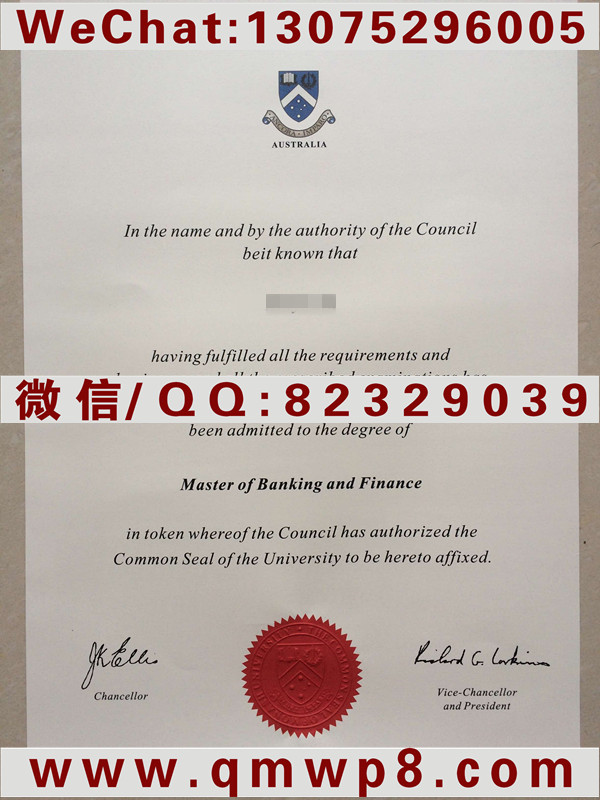 WeChat:13075296005
ANCORA IMPARO
AUSTRALIA
In the name and by the authority of the Council
beit known that
having fulfilled all the requirements and
微信/QQ:82329039
been admitted to the degree of
Master of Banking and Finance
in token whereof the Council has authorized the
Common Seal of the University to be hereto affixed.
Chancellor
Vice-Chancellor
and President
www.qmwp8.com